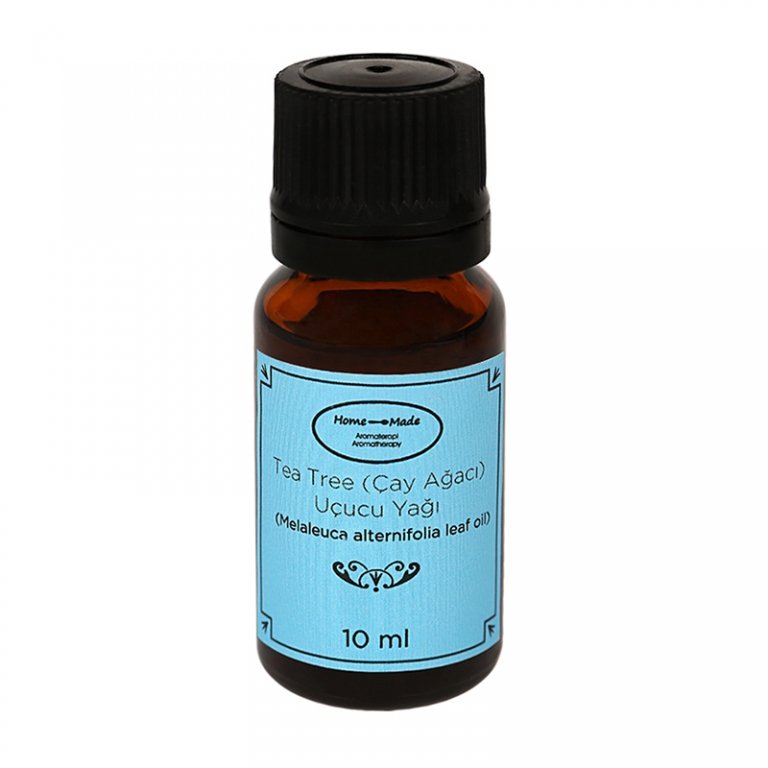 Home Made
Aromaterapi
Aromatherapy
Tea Tree (Çay Ağacı)
Uçucu Yağı
(Melaleuca alternifolia leaf oil)
10 ml